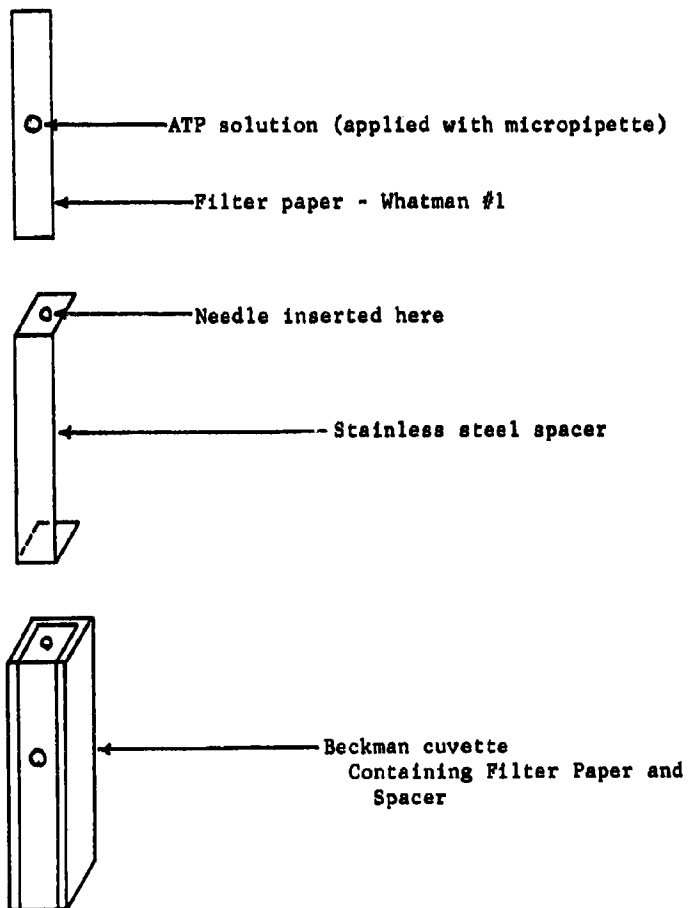 ATP solution (applied with micropipette)
Filter paper - Whatman #1
Needle inserted here
Stainless steel spacer
Beckman cuvette
Containing Filter Paper and
Spacer